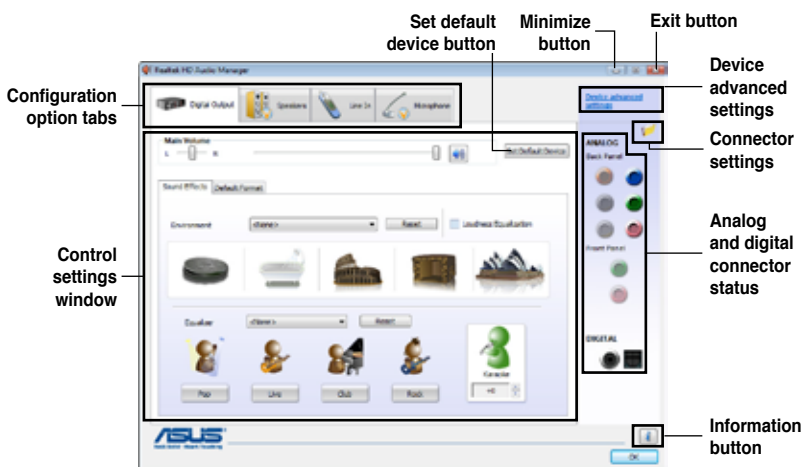 Set default
device button
Minimize
button
Exit button
Realtek HD Audio Manager
Configuration
option tabs
Digital Output
Speakers
Line In
Microphone
Device advanced
settings
Device
advanced
settings
Connector
settings
Main Volume
L
R
Set Default Device
ANALOG
Back Panel
Sound Effects
Default Format
Environment
<None>
Reset
Loudness Equalization
Front Panel
Analog
and digital
connector
status
Control
settings
window
Equalizer
<None>
Reset
DIGITAL
Karaoke
Pop
Live
Club
Rock
+0
ASUS
Information
button
OK